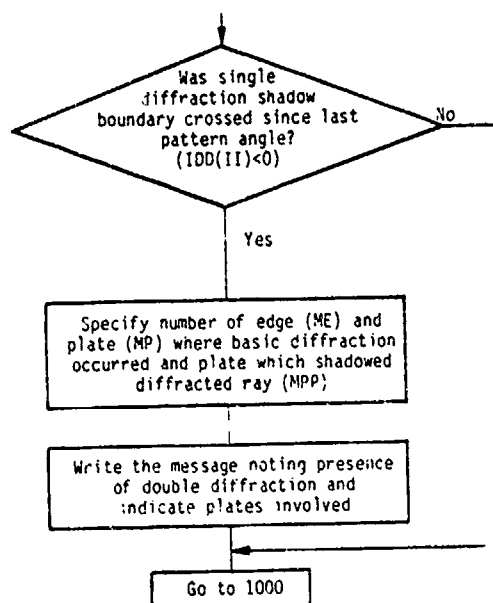 Was single
diffraction shadow
boundary crossed since last
pattern angle?
(IDD(II)<0)
No
Yes
Specify number of edge (ME) and
plate (MP) where basic diffraction
occurred and plate which shadowed
diffracted ray (MPP)
Write the message noting presence
of double diffraction and
indicate plates involved
Go to 1000